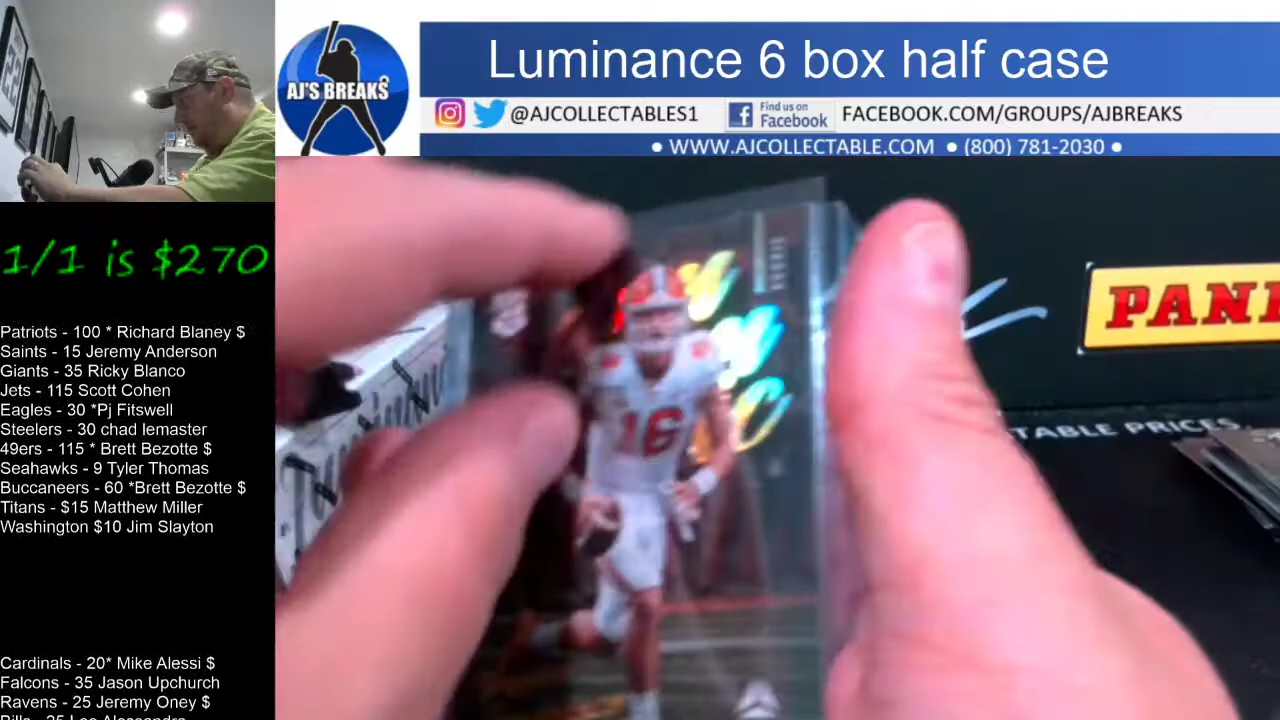 AJ'S BREAKS
Luminance 6 box half case
@AJCOLLECTABLES1
Find us on
Facebook
FACEBOOK.COM/GROUPS/AJBREAKS
• WWW.AJCOLLECTABLE.COM • (800) 781-2030 •
1/1 is $270
Patriots - 100 * Richard Blaney $
Saints - 15 Jeremy Anderson
Giants - 35 Ricky Blanco
Jets - 115 Scott Cohen
Eagles - 30 *Pj Fitswell
Steelers - 30 chad lemaster
49ers - 115 * Brett Bezotte $
Seahawks - 9 Tyler Thomas
Buccaneers - 60 *Brett Bezotte $
Titans - $15 Matthew Miller
Washington $10 Jim Slayton
Cardinals - 20* Mike Alessi $
Falcons - 35 Jason Upchurch
Ravens - 25 Jeremy Oney $
16
PANI
TABLE PRICES